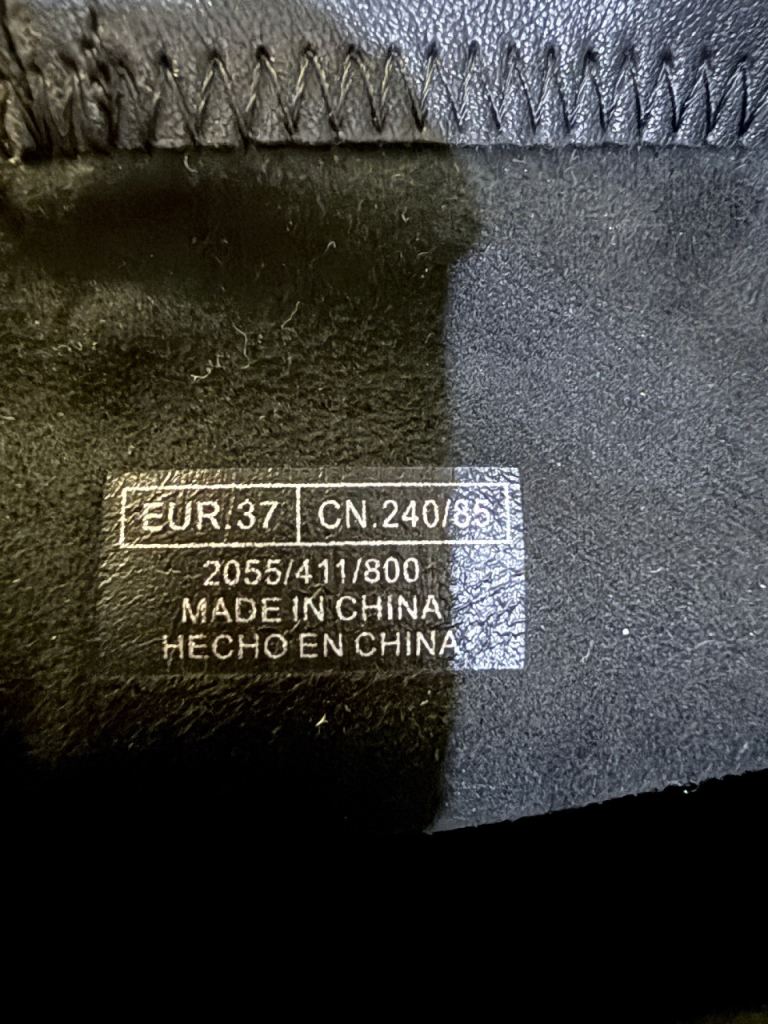 EUR.37 CN.240/85
2055/411/800
MADE IN CHINA
HECHO EN CHINA